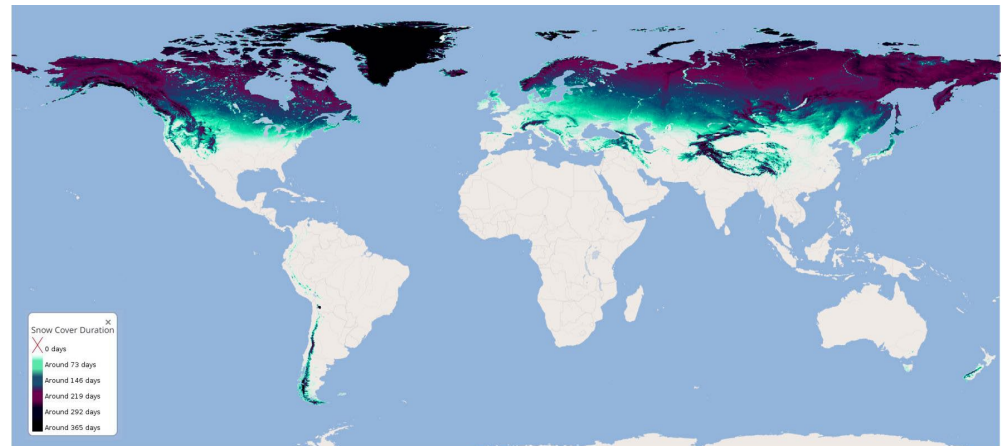 Snow Cover Duration
0 days
Around 73 days
Around 146 days
Around 219 days
Around 292 days
Around 365 days